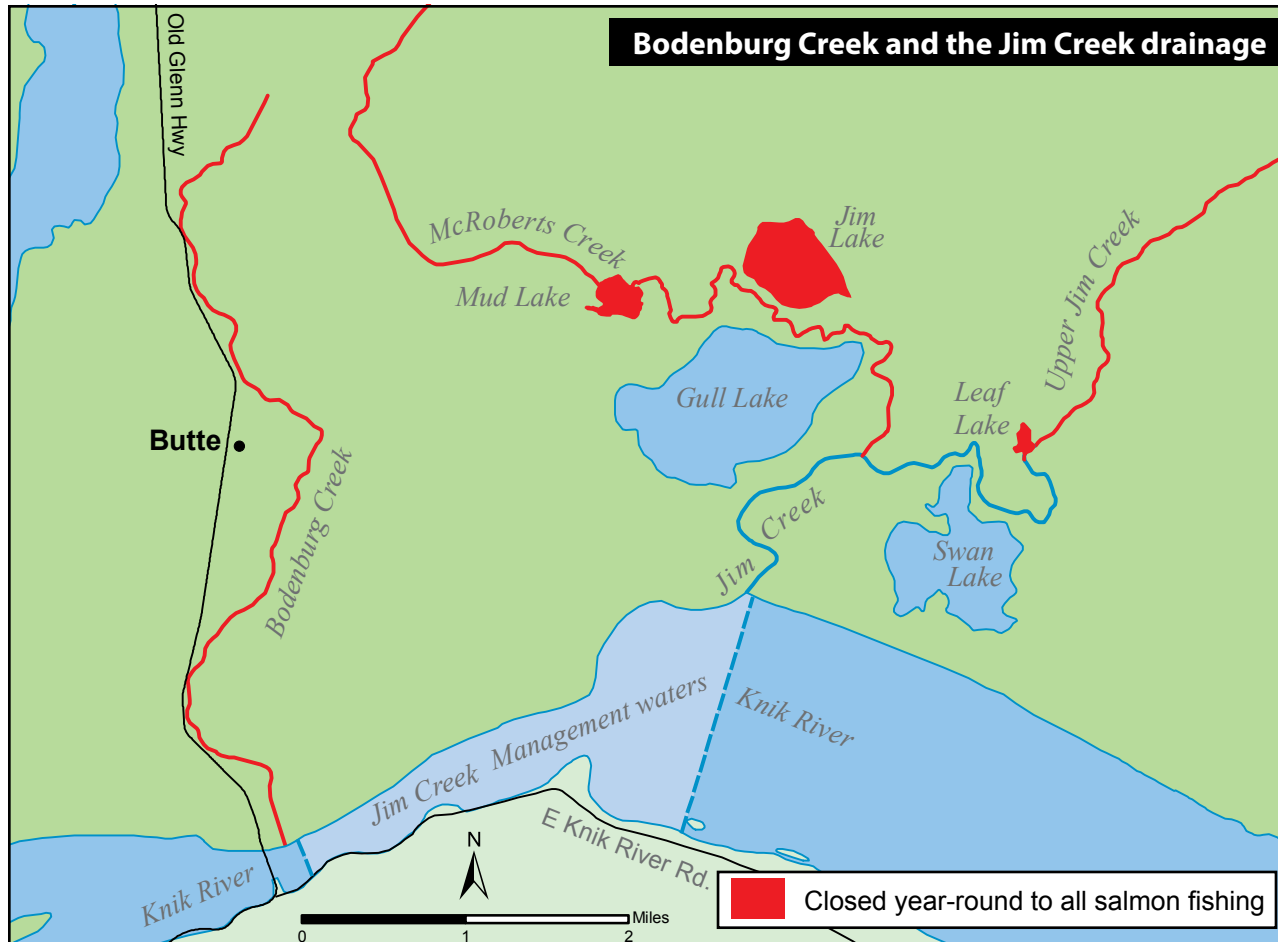 Bodenburg Creek and the Jim Creek drainage
Old Glenn Hwy
McRoberts Creek
Jim
Lake
Mud Lake
Upper Jim Creek
Gull Lake
Leaf
Lake
Butte
Bodenburg Creek
Jim Creek
Swan
Lake
Jim Creek Management waters
Knik River
E Knik River Rd.
Knik River
N
Miles
0 1 2
Closed year-round to all salmon fishing